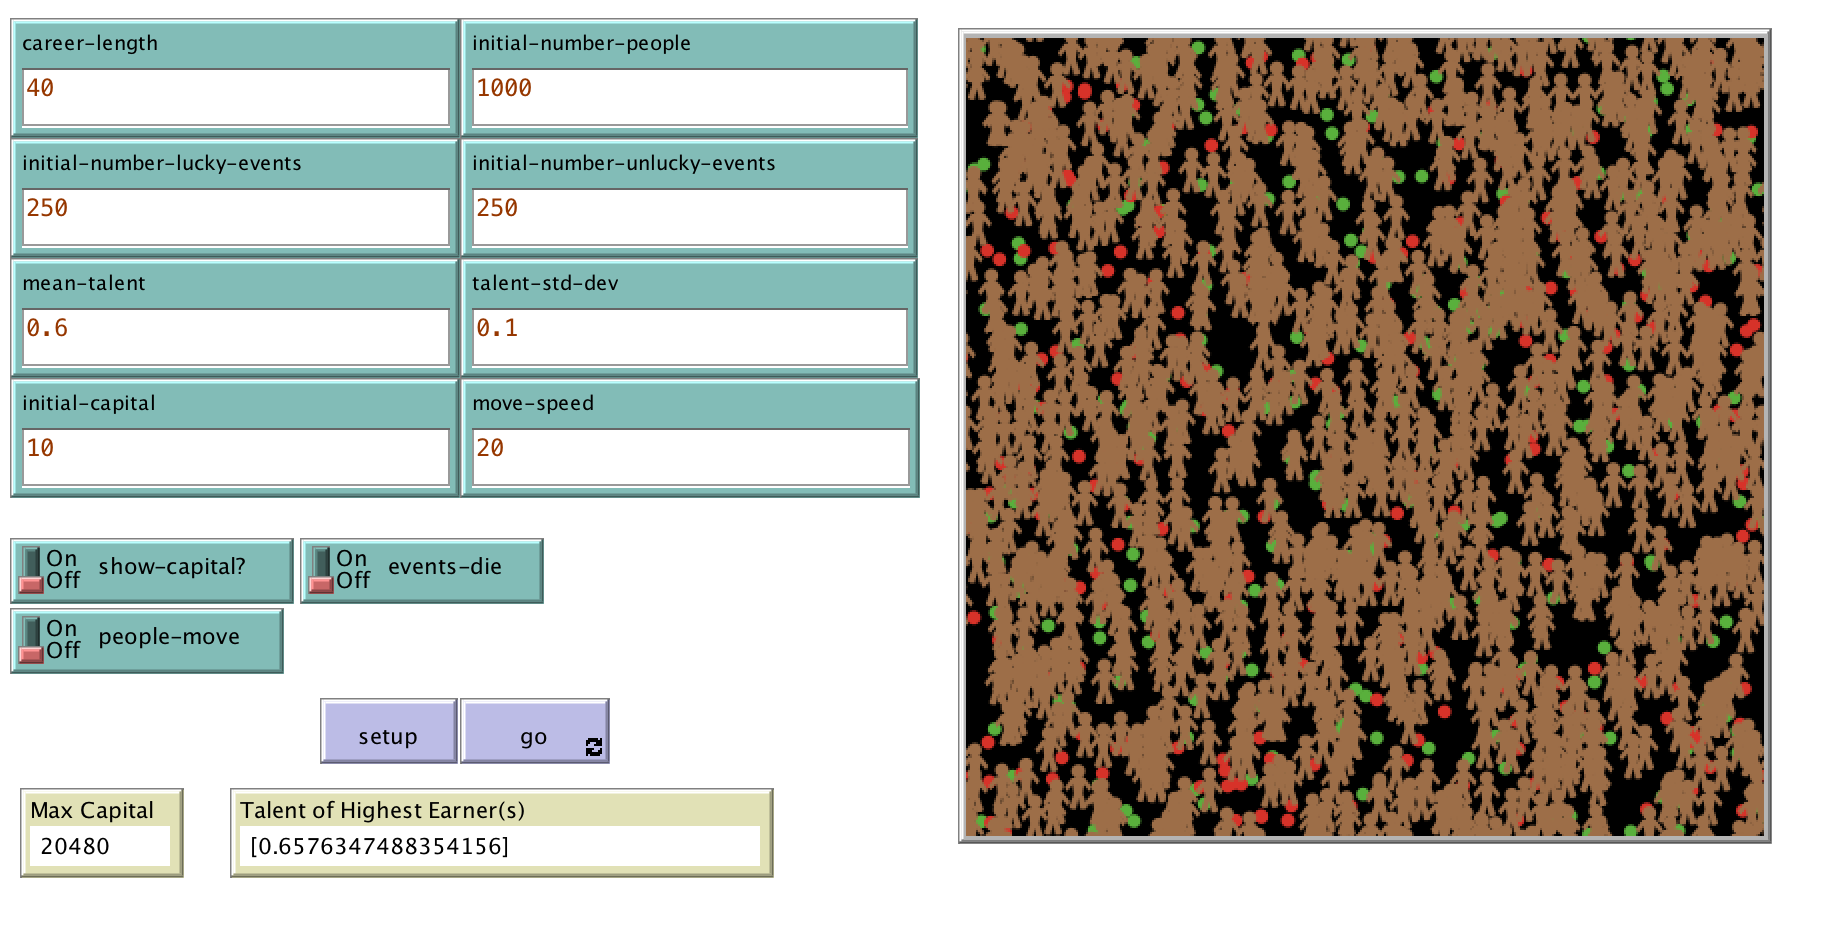 career-length
40
initial-number-people
1000
initial-number-lucky-events
250
initial-number-unlucky-events
250
mean-talent
0.6
talent-std-dev
0.1
initial-capital
10
move-speed
20
On
Off
show-capital?
On
Off
events-die
On
Off
people-move
setup
go
Max Capital
20480
Talent of Highest Earner(s)
[0.6576347488354156]